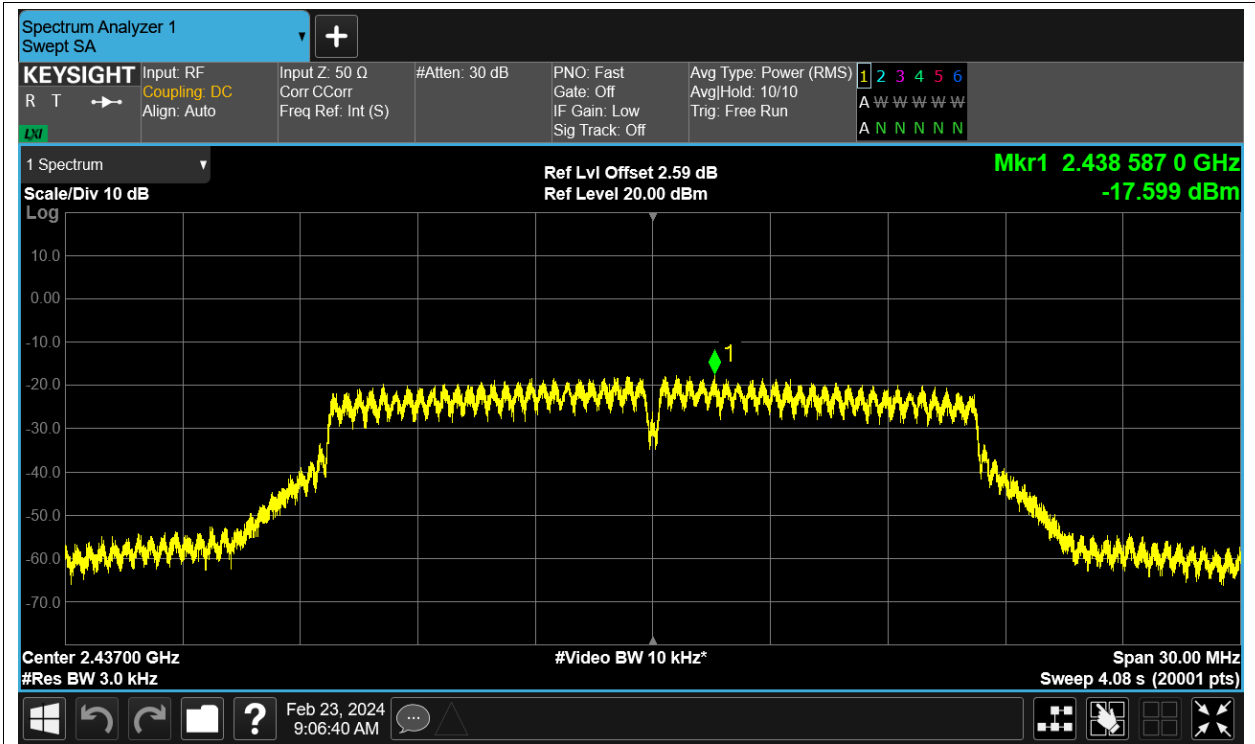 Spectrum Analyzer 1
Swept SA
KEYSIGHT
R T
LXI
Input: RF
Coupling: DC
Align: Auto
Input Z: 50 Ω
Corr CCorr
Freq Ref: Int (S)
#Atten: 30 dB
PNO: Fast
Gate: Off
IF Gain: Low
Sig Track: Off
Avg Type: Power (RMS)
Avg|Hold: 10/10
Trig: Free Run
1 2 3 4 5 6
A W W W W W
A N N N N N
1 Spectrum
Scale/Div 10 dB
Log
Ref Lvl Offset 2.59 dB
Ref Level 20.00 dBm
Mkr1 2.438 587 0 GHz
-17.599 dBm
10.0
0.00
-10.0
1
-20.0
-30.0
-40.0
-50.0
-60.0
-70.0
Center 2.43700 GHz
#Res BW 3.0 kHz
#Video BW 10 kHz*
Span 30.00 MHz
Sweep 4.08 s (20001 pts)
?
Feb 23, 2024
9:06:40 AM